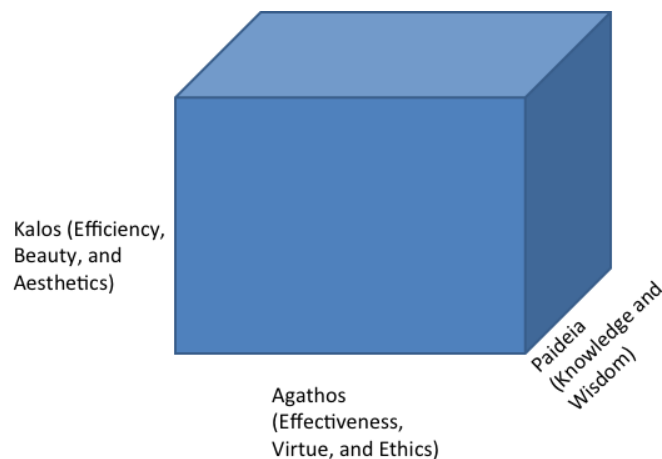 Kalos (Efficiency,
Beauty, and
Aesthetics)
Paideia
(Knowledge and
Wisdom)
Agathos
(Effectiveness,
Virtue, and Ethics)